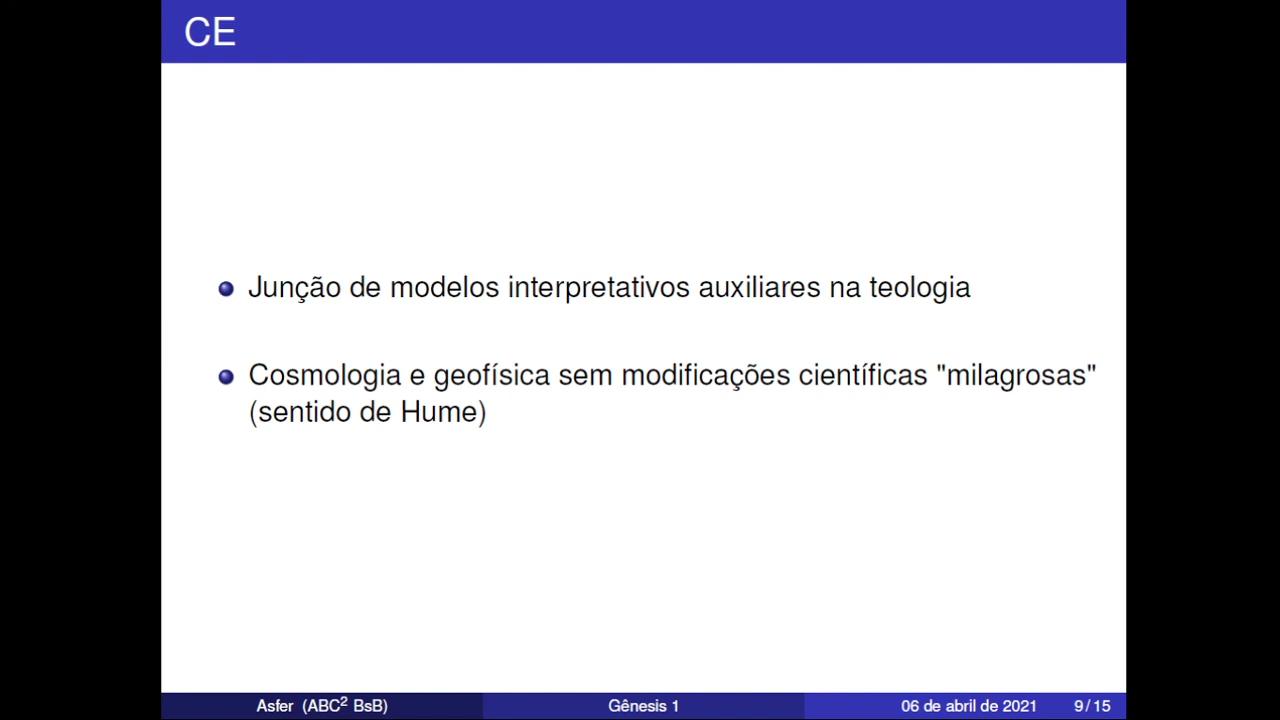 CE
Junção de modelos interpretativos auxiliares na teologia
Cosmologia e geofísica sem modificações científicas "milagrosas"
(sentido de Hume)
Asfer (ABC² BsB) Gênesis 1 06 de abril de 2021 9/15